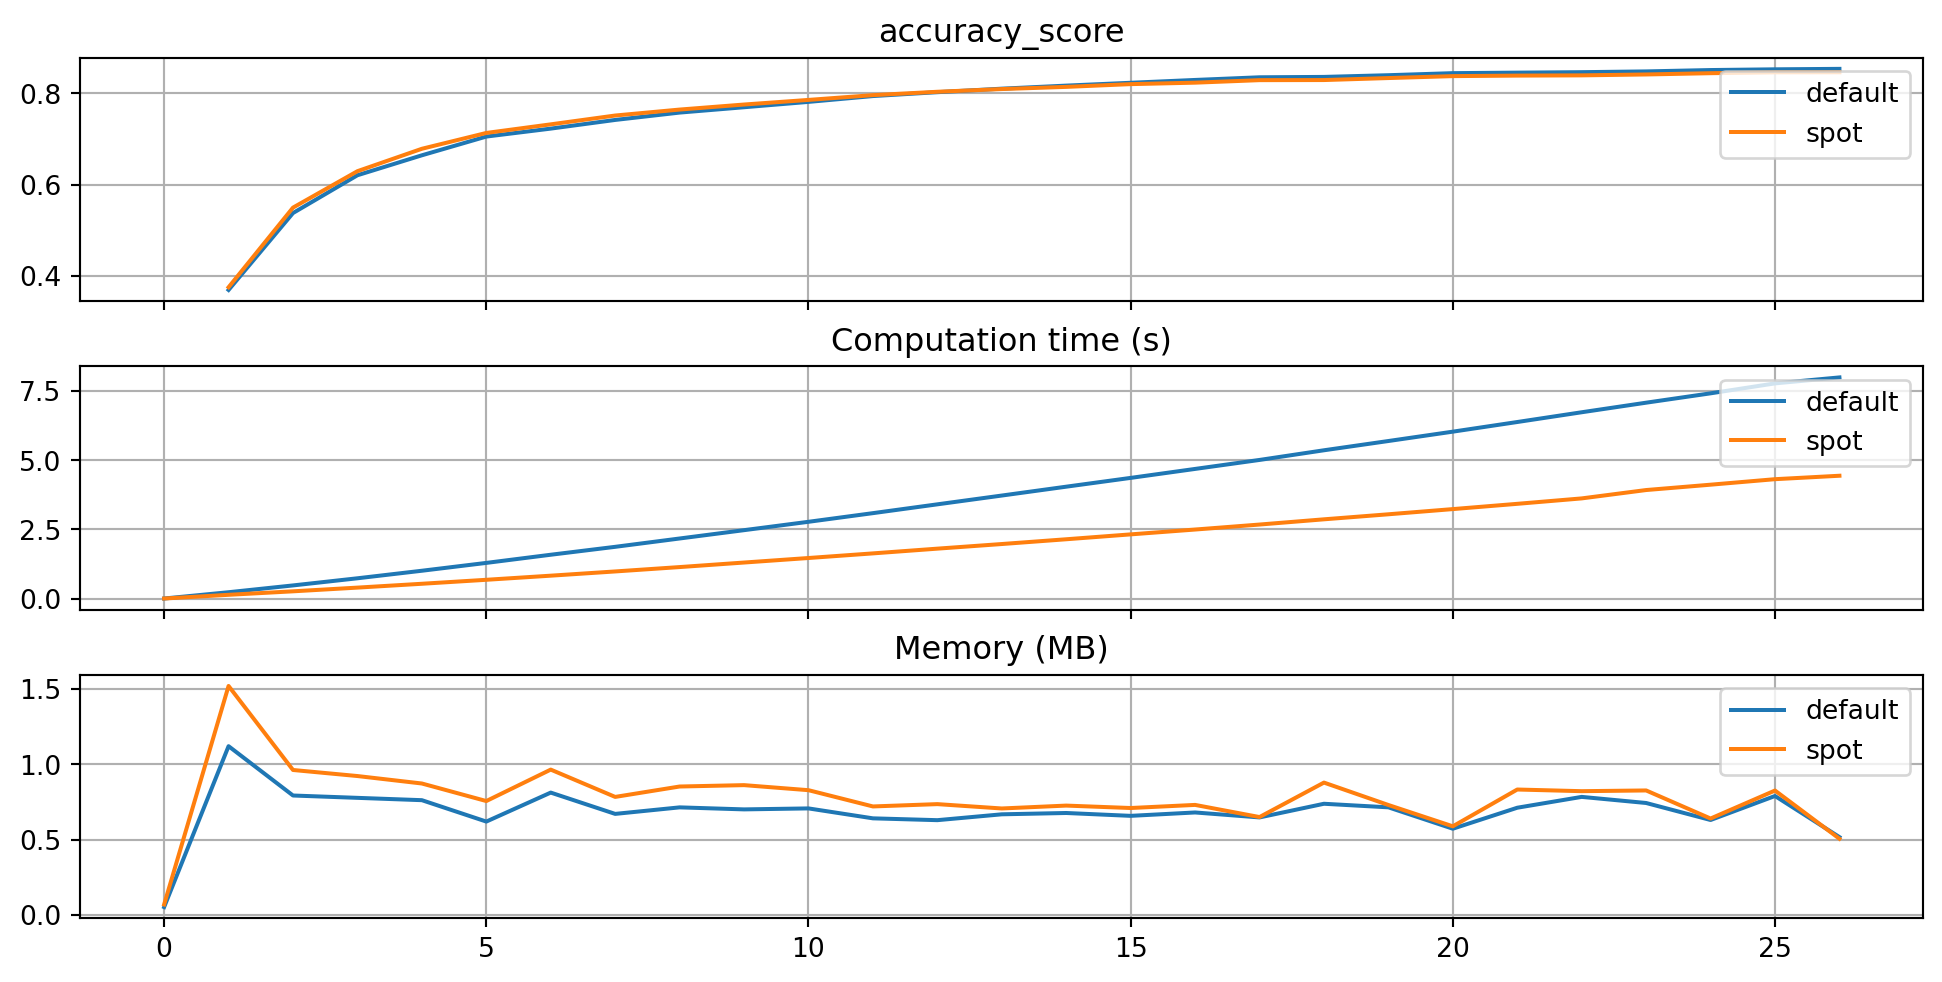 accuracy_score
0.8
0.6
0.4
default
spot
Computation time (s)
7.5
5.0
2.5
0.0
default
spot
Memory (MB)
1.5
1.0
0.5
0.0
default
spot
0 5 10 15 20 25